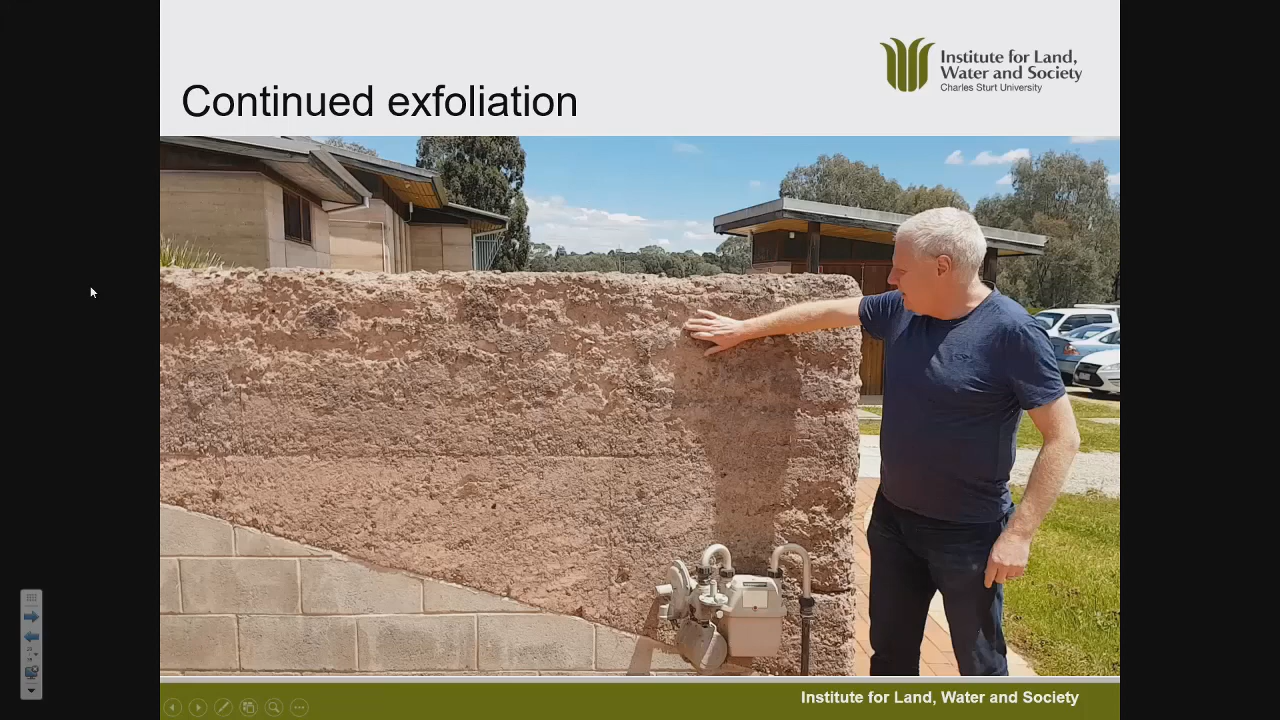 Institute for Land,
Water and Society
Charles Sturt University
Continued exfoliation
Institute for Land, Water and Society